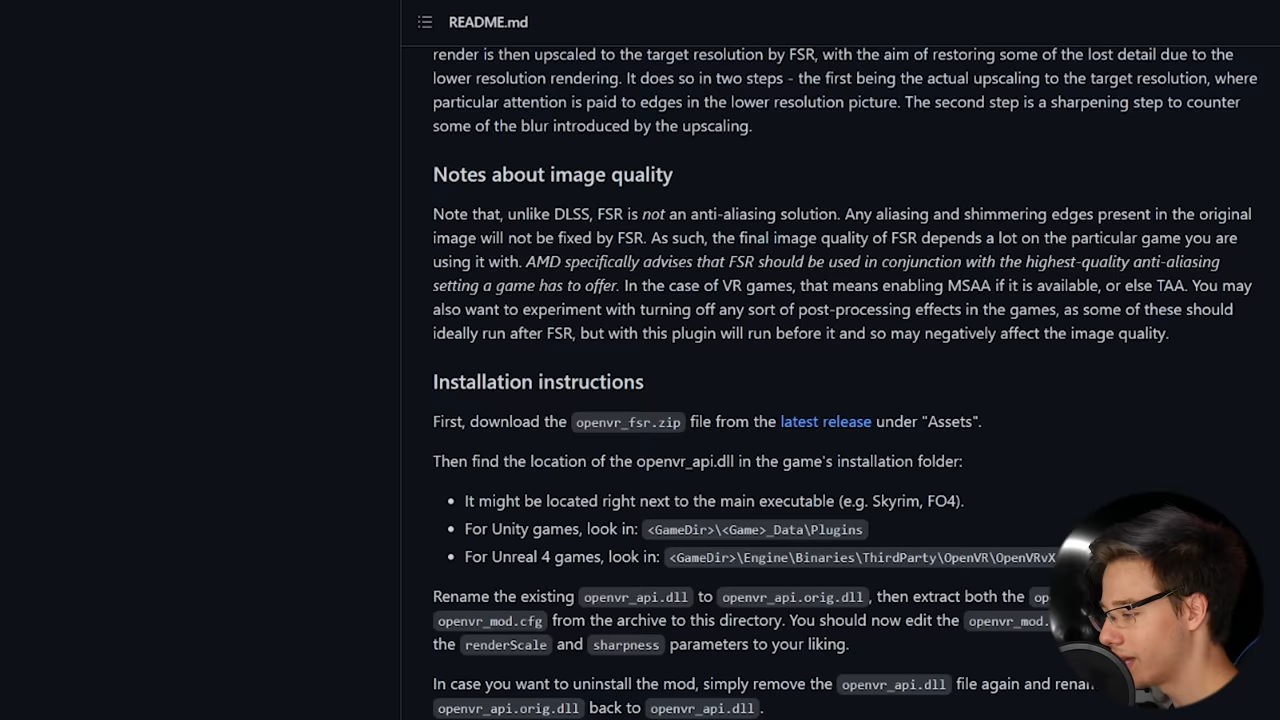 README.md
render is then upscaled to the target resolution by FSR, with the aim of restoring some of the lost detail due to the
lower resolution rendering. It does so in two steps - the first being the actual upscaling to the target resolution, where
particular attention is paid to edges in the lower resolution picture. The second step is a sharpening step to counter
some of the blur introduced by the upscaling.
Notes about image quality
Note that, unlike DLSS, FSR is not an anti-aliasing solution. Any aliasing and shimmering edges present in the original
image will not be fixed by FSR. As such, the final image quality of FSR depends a lot on the particular game you are
using it with. AMD specifically advises that FSR should be used in conjunction with the highest-quality anti-aliasing
setting a game has to offer. In the case of VR games, that means enabling MSAA if it is available, or else TAA. You may
also want to experiment with turning off any sort of post-processing effects in the games, as some of these should
ideally run after FSR, but with this plugin will run before it and so may negatively affect the image quality.
Installation instructions
First, download the openvr_fsr.zip file from the latest release under "Assets".
Then find the location of the openvr_api.dll in the game's installation folder:
• It might be located right next to the main executable (e.g. Skyrim, FO4).
• For Unity games, look in: <GameDir>\<Game>_Data\Plugins
• For Unreal 4 games, look in: <GameDir>\Engine\Binaries\ThirdParty\OpenVR\OpenVRvX
Rename the existing openvr_api.dll to openvr_api.orig.dll, then extract both the
openvr_mod.cfg from the archive to this directory. You should now edit the openvr_mod.
the renderScale and sharpness parameters to your liking.
In case you want to uninstall the mod, simply remove the openvr_api.dll file again and
openvr_api.orig.dll back to openvr_api.dll.